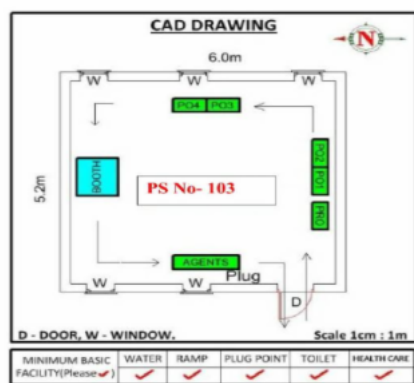 CAD DRAWING
N
6.0m
W W W
PO4 PO3
5.2m
BOOTH
PS No- 103
PO2
PO1
PRO
AGENTS
Plug
W W
D
D - DOOR, W - WINDOW. Scale 1cm : 1m
MINIMUM BASIC FACILITY(Please ✓) WATER RAMP PLUG POINT TOILET HEALTH CARE
✓ ✓ ✓ ✓ ✓